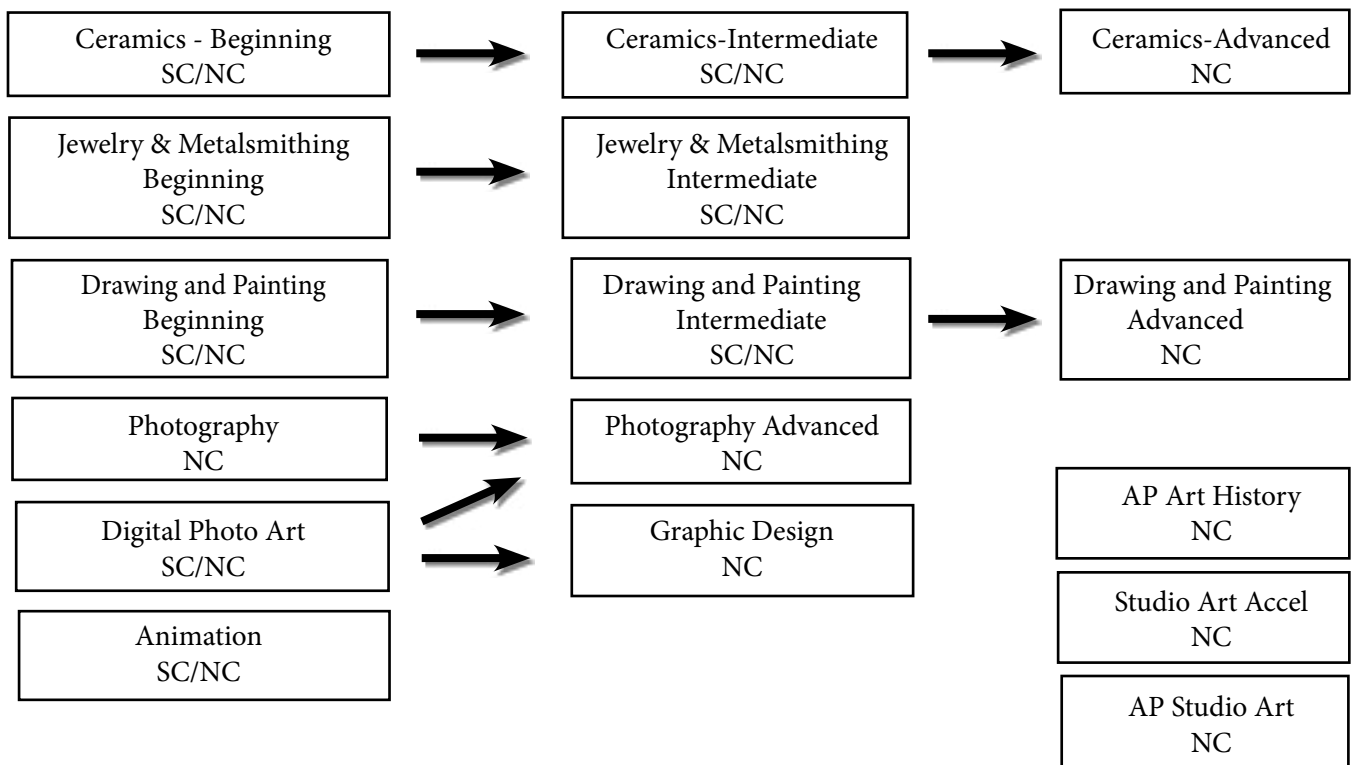 Ceramics - Beginning
SC/NC
Ceramics-Intermediate
SC/NC
Ceramics-Advanced
NC
Jewelry & Metalsmithing
Beginning
SC/NC
Jewelry & Metalsmithing
Intermediate
SC/NC
Drawing and Painting
Beginning
SC/NC
Drawing and Painting
Intermediate
SC/NC
Drawing and Painting
Advanced
NC
Photography
NC
Photography Advanced
NC
AP Art History
NC
Digital Photo Art
SC/NC
Graphic Design
NC
Studio Art Accel
NC
Animation
SC/NC
AP Studio Art
NC